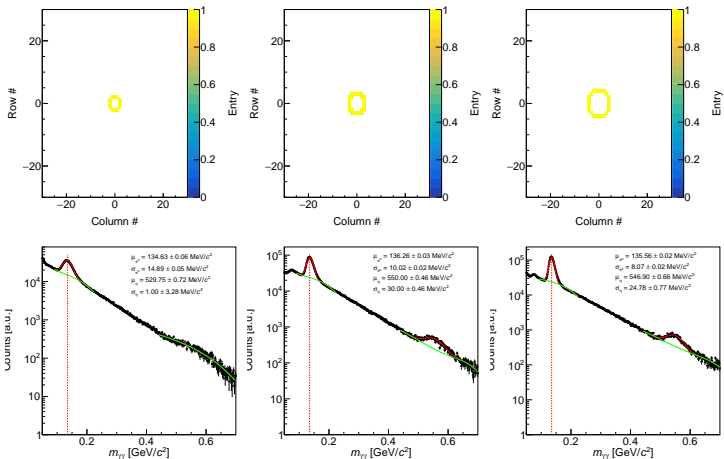 Row #
20
0
−20
−20
0
20
Column #
1
0.8
0.6
0.4
0.2
0
Entry
Row #
20
0
−20
−20
0
20
Column #
1
0.8
0.6
0.4
0.2
0
Entry
Row #
20
0
−20
−20
0
20
Column #
1
0.8
0.6
0.4
0.2
0
Entry
Counts [a.u.]
10⁴
10³
10²
10
1
μπ⁰ = 134.63 ± 0.06 MeV/c²
σπ⁰ = 14.89 ± 0.05 MeV/c²
μη = 529.75 ± 0.72 MeV/c²
ση = 1.00 ± 3.28 MeV/c²
0.2
0.4
0.6
mγγ [GeV/c²]
Counts [a.u.]
10⁵
10⁴
10³
10²
10
1
μπ⁰ = 136.26 ± 0.03 MeV/c²
σπ⁰ = 10.02 ± 0.02 MeV/c²
μη = 550.00 ± 0.46 MeV/c²
ση = 30.00 ± 0.46 MeV/c²
0.2
0.4
0.6
mγγ [GeV/c²]
Counts [a.u.]
10⁵
10⁴
10³
10²
10
1
μπ⁰ = 135.56 ± 0.02 MeV/c²
σπ⁰ = 8.07 ± 0.02 MeV/c²
μη = 546.90 ± 0.66 MeV/c²
ση = 24.78 ± 0.77 MeV/c²
0.2
0.4
0.6
mγγ [GeV/c²]